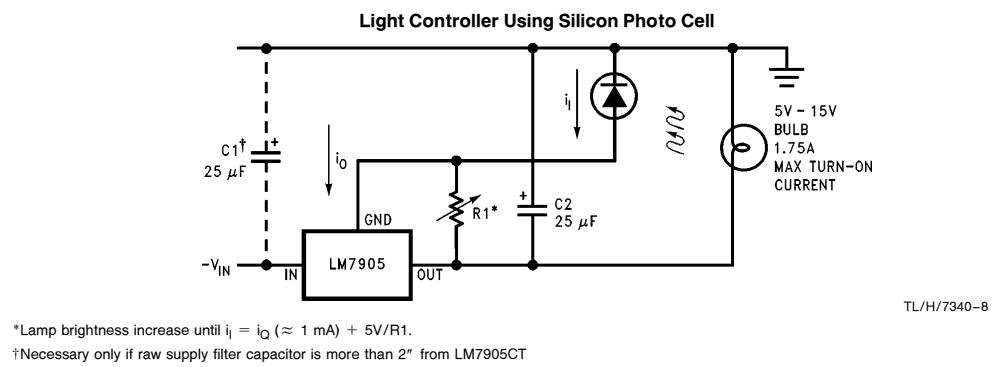 Light Controller Using Silicon Photo Cell
C1†
+
25 μF
iQ
GND
-VIN
IN
LM7905
OUT
R1*
+
C2
25 μF
iI
5V – 15V
BULB
1.75A
MAX TURN-ON
CURRENT
TL/H/7340–8
*Lamp brightness increase until iI = iQ (≈ 1 mA) + 5V/R1.
†Necessary only if raw supply filter capacitor is more than 2″ from LM7905CT